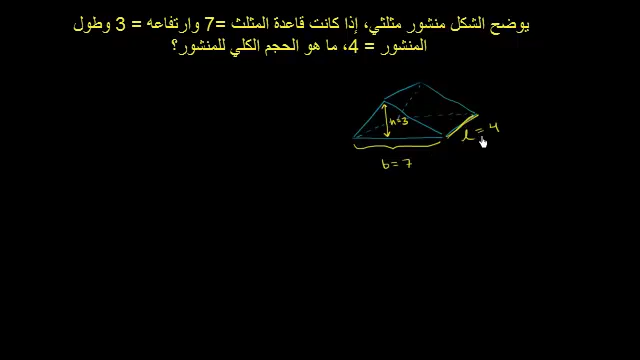 يوضح الشكل منشور مثلثي، إذا كانت قاعدة المثلث =7 وارتفاعه = 3 وطول
المنشور = 4، ما هو الحجم الكلي للمنشور؟
h = 3
l = 4
b = 7